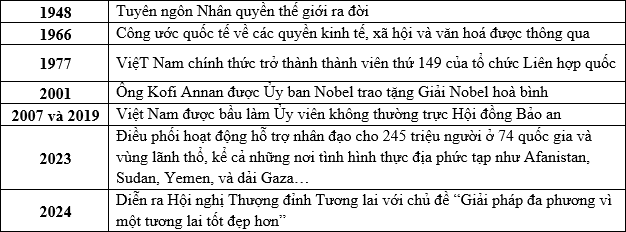 1948 Tuyên ngôn Nhân quyền thế giới ra đời
1966 Công ước quốc tế về các quyền kinh tế, xã hội và văn hoá được thông qua
1977 ViệT Nam chính thức trở thành thành viên thứ 149 của tổ chức Liên hợp quốc
2001 Ông Kofi Annan được Ủy ban Nobel trao tặng Giải Nobel hoà bình
2007 và 2019 Việt Nam được bầu làm Ủy viên không thường trực Hội đồng Bảo an
2023 Điều phối hoạt động hỗ trợ nhân đạo cho 245 triệu người ở 74 quốc gia và
vùng lãnh thổ, kể cả những nơi tình hình thực địa phức tạp như Afanistan,
Sudan, Yemen, và dải Gaza…
2024 Diễn ra Hội nghị Thượng đỉnh Tương lai với chủ đề “Giải pháp đa phương vì
một tương lai tốt đẹp hơn”